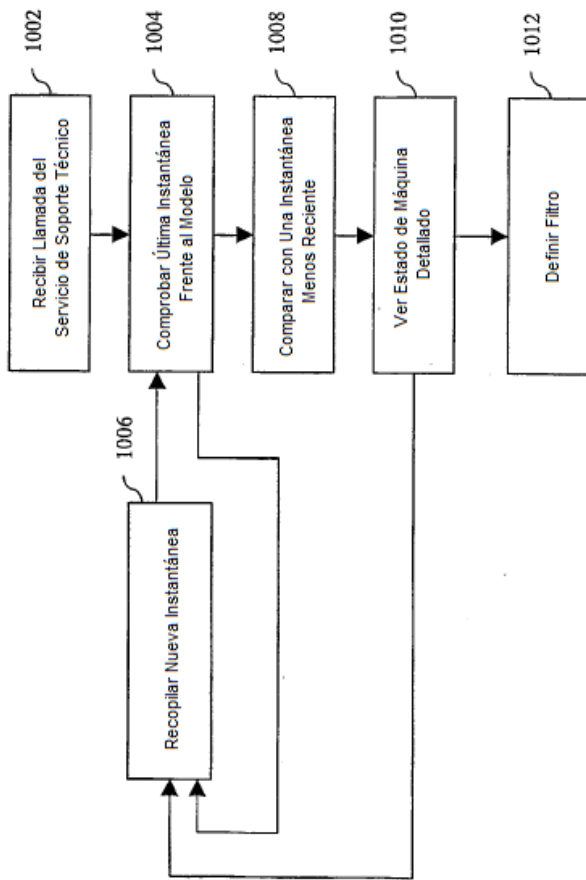 1002
Recibir Llamada del
Servicio de Soporte Técnico
1004
Comprobar Última Instantánea
Frente al Modelo
1006
Recopilar Nueva Instantánea
1008
Comparar con Una Instantánea
Menos Reciente
1010
Ver Estado de Máquina
Detallado
1012
Definir Filtro